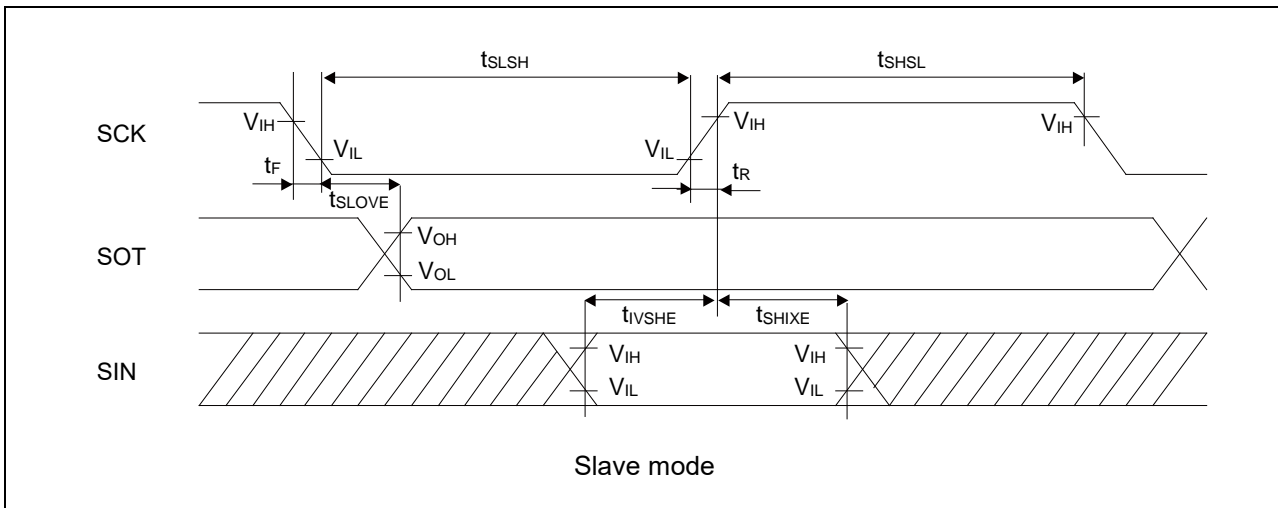 tSLSH
tSHSL
SCK
VIH
VIL
VIL
VIH
VIH
tF
tR
tSLOVE
SOT
VOH
VOL
tIVSHE
tSHIXE
SIN
VIH
VIL
VIH
VIL
Slave mode